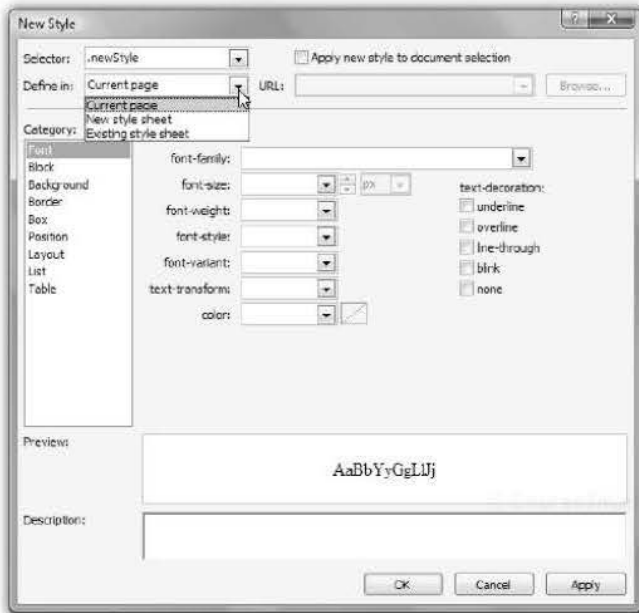 New Style
Selector: .newStyle Apply new style to document selection
Define in: Current page URL: Browse...
Current page
New style sheet
Existing style sheet
Category:
Font
Block
Background
Border
Box
Position
Layout
List
Table
font-family:
font-size: px
font-weight:
font-style:
font-variant:
text-transform:
color:
text-decoration:
underline
overline
line-through
blink
none
Preview:
AaBbYyGgLlJj
Description:
OK Cancel Apply